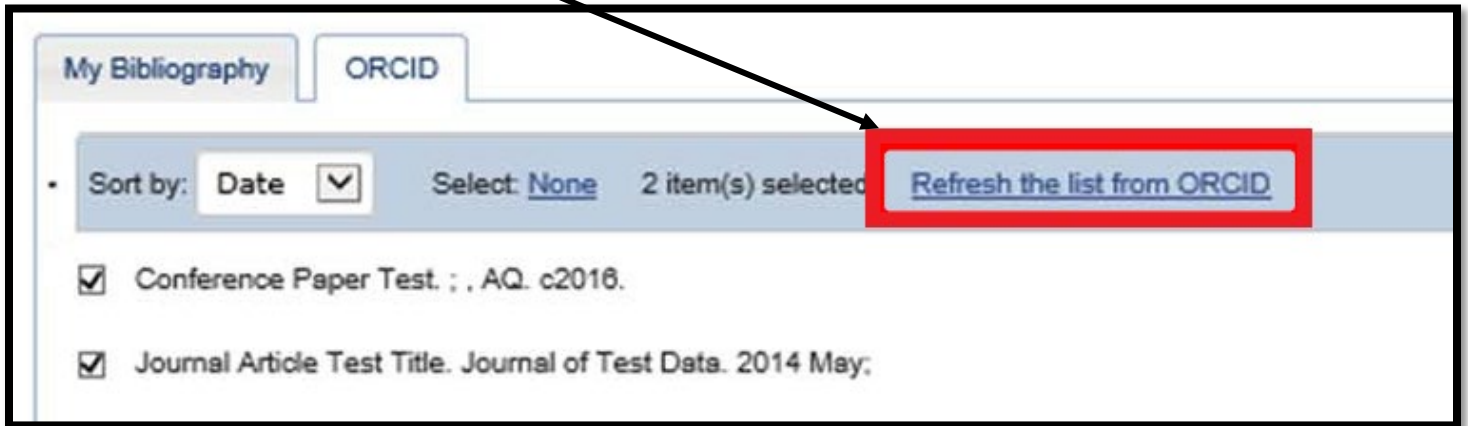 My Bibliography ORCID
Sort by: Date Select: None 2 item(s) selected Refresh the list from ORCID
Conference Paper Test. ; , AQ. c2016.
Journal Article Test Title. Journal of Test Data. 2014 May;